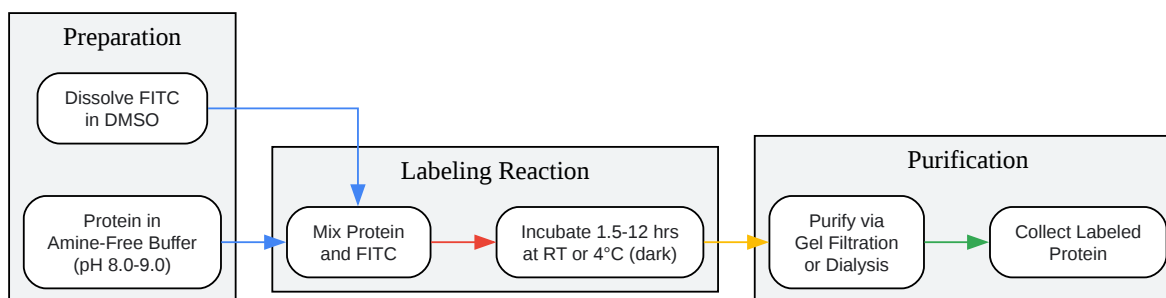 Preparation
Dissolve FITC
in DMSO
Protein in
Amine-Free Buffer
(pH 8.0-9.0)
Labeling Reaction
Mix Protein
and FITC
Incubate 1.5-12 hrs
at RT or 4°C (dark)
Purification
Purify via
Gel Filtration
or Dialysis
Collect Labeled
Protein